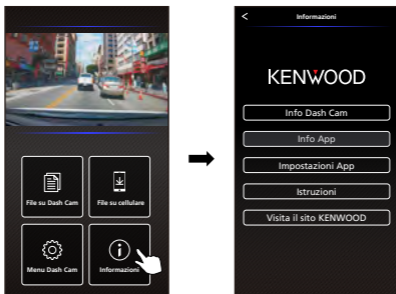 File su Dash Cam
File su cellulare
Menu Dash Cam
Informazioni
<
Informazioni
KENWOOD
Info Dash Cam
Info App
Impostazioni App
Istruzioni
Visita il sito KENWOOD